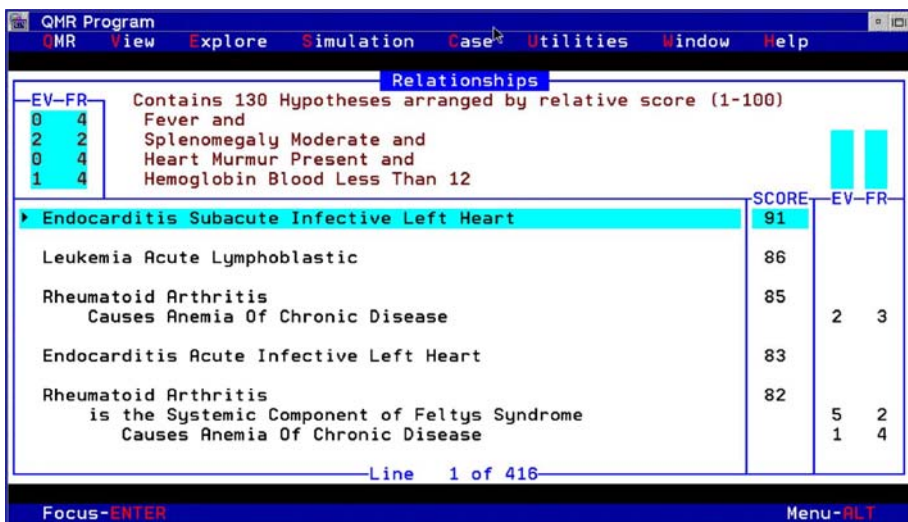 QMR Program
QMR View Explore Simulation Case Utilities Window Help
Relationships
EV—FR Contains 130 Hypotheses arranged by relative score (1-100)
0 4 Fever and
2 2 Splenomegaly Moderate and
0 4 Heart Murmur Present and
1 4 Hemoglobin Blood Less Than 12
SCORE EV—FR
Endocarditis Subacute Infective Left Heart 91
Leukemia Acute Lymphoblastic 86
Rheumatoid Arthritis 85
Causes Anemia Of Chronic Disease 2 3
Endocarditis Acute Infective Left Heart 83
Rheumatoid Arthritis 82
is the Systemic Component of Feltys Syndrome 5 2
Causes Anemia Of Chronic Disease 1 4
Line 1 of 416
Focus-ENTER Menu-ALT